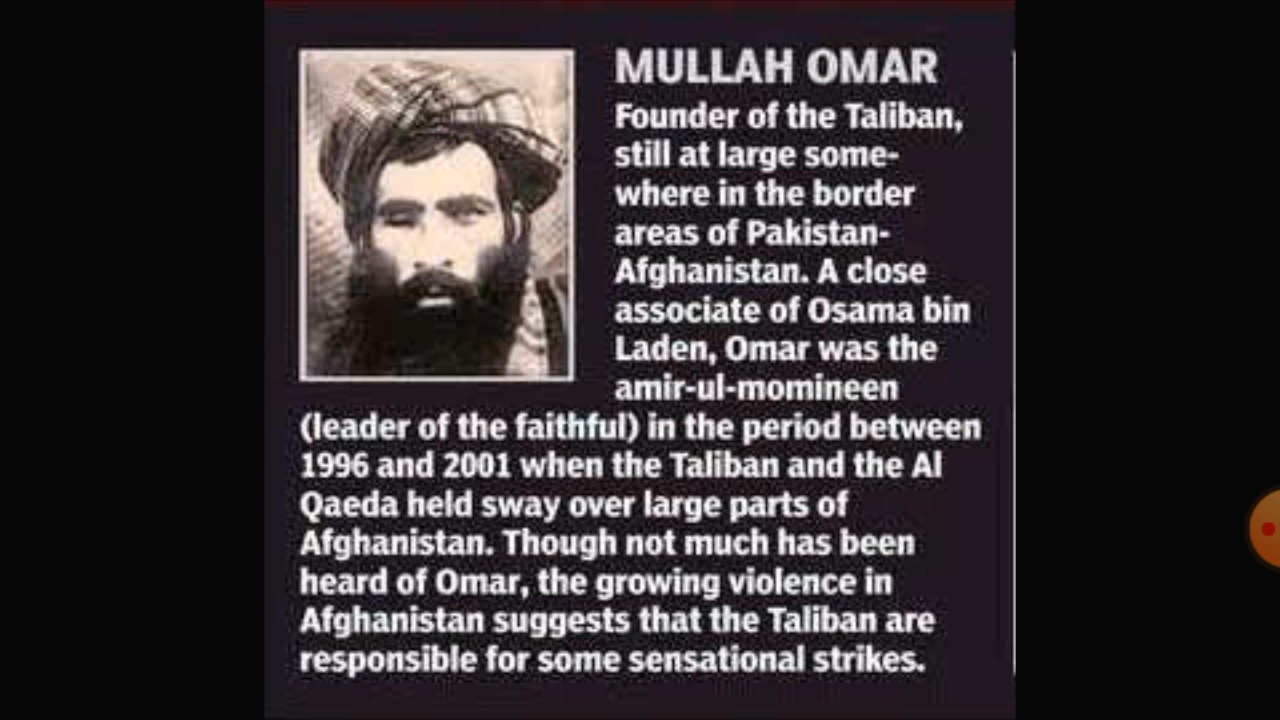 MULLAH OMAR
Founder of the Taliban,
still at large some-
where in the border
areas of Pakistan-
Afghanistan. A close
associate of Osama bin
Laden, Omar was the
amir-ul-momineen
(leader of the faithful) in the period between
1996 and 2001 when the Taliban and the Al
Qaeda held sway over large parts of
Afghanistan. Though not much has been
heard of Omar, the growing violence in
Afghanistan suggests that the Taliban are
responsible for some sensational strikes.